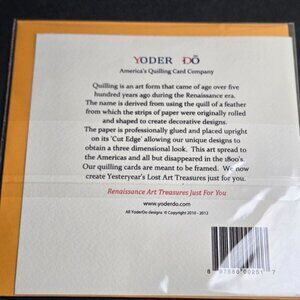 YODER DŌ
America's Quilling Card Company
Quilling is an art form that came of age over five
hundred years ago during the Renaissance era.
The name is derived from using the quill of a feather
from which the strips of paper were originally rolled
and shaped to create decorative designs.
The paper is professionally glued and placed upright
on its 'Cut Edge' allowing our unique designs to
obtain a three dimensional look. This art spread to
the Americas and all but disappeared in the 1800's.
Our quilling cards are meant to be framed. We now
create Yesteryear's Lost Art Treasures just for you.
Renaissance Art Treasures Just For You
www.yoderdo.com
All YoderDo designs © Copyright 2010 - 2012